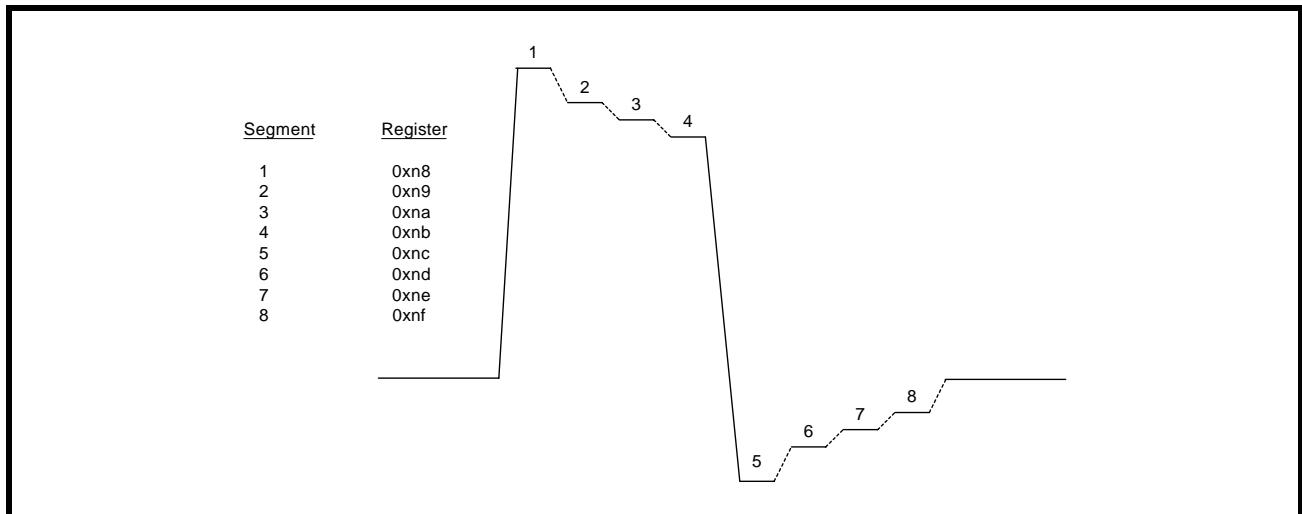 1
2
3
4
Segment Register
1 0xn8
2 0xn9
3 0xna
4 0xnb
5 0xnc
6 0xnd
7 0xne
8 0xnf
8
7
6
5